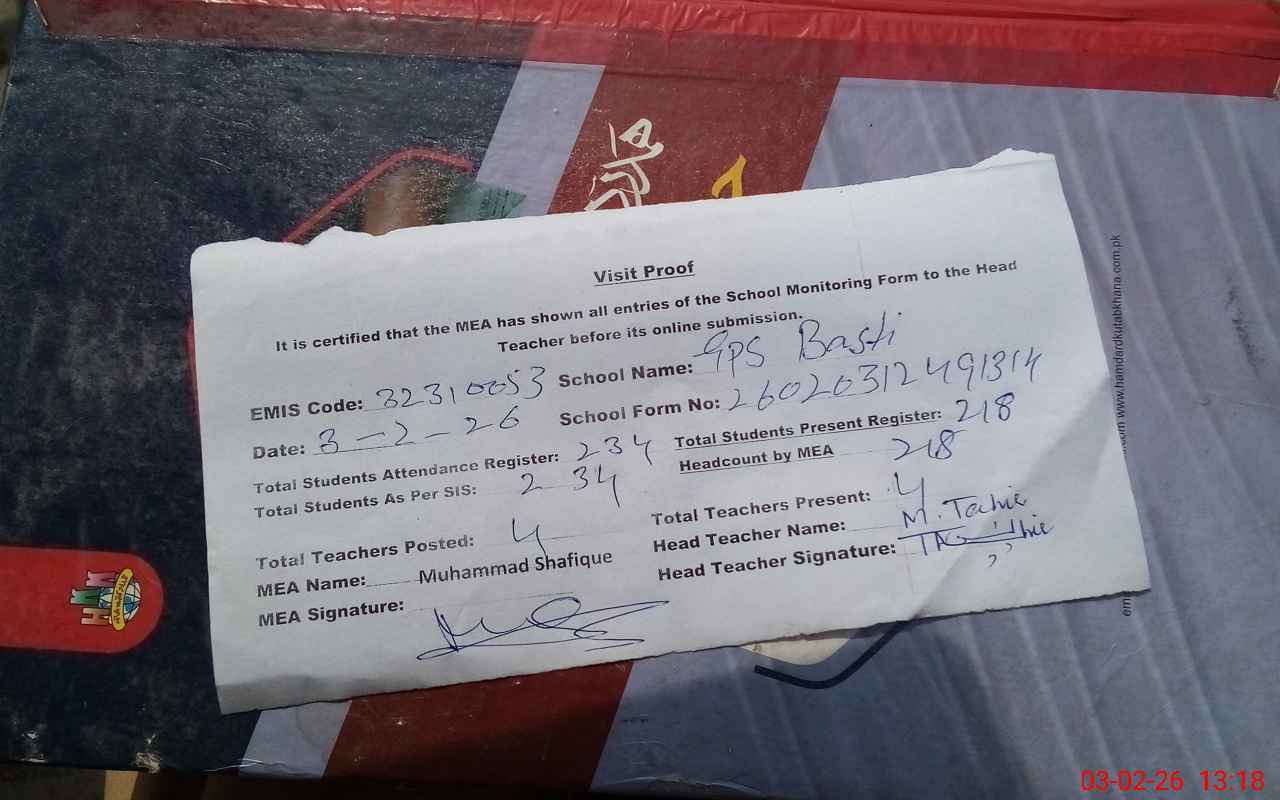 Visit Proof
It is certified that the MEA has shown all entries of the School Monitoring Form to the Head
Teacher before its online submission.
EMIS Code: 32310053 School Name: GPS Basti
Date: 3-2-26 School Form No: 26020312491314
Total Students Attendance Register: 234 Total Students Present Register: 218
Total Students As Per SIS: 234 Headcount by MEA 218
Total Teachers Posted: 4 Total Teachers Present: 4
MEA Name: Muhammad Shafique Head Teacher Name: M.
MEA Signature: Head Teacher Signature:
www.hamdardkutabkhana.com.pk
HAK
03-02-26 13:18